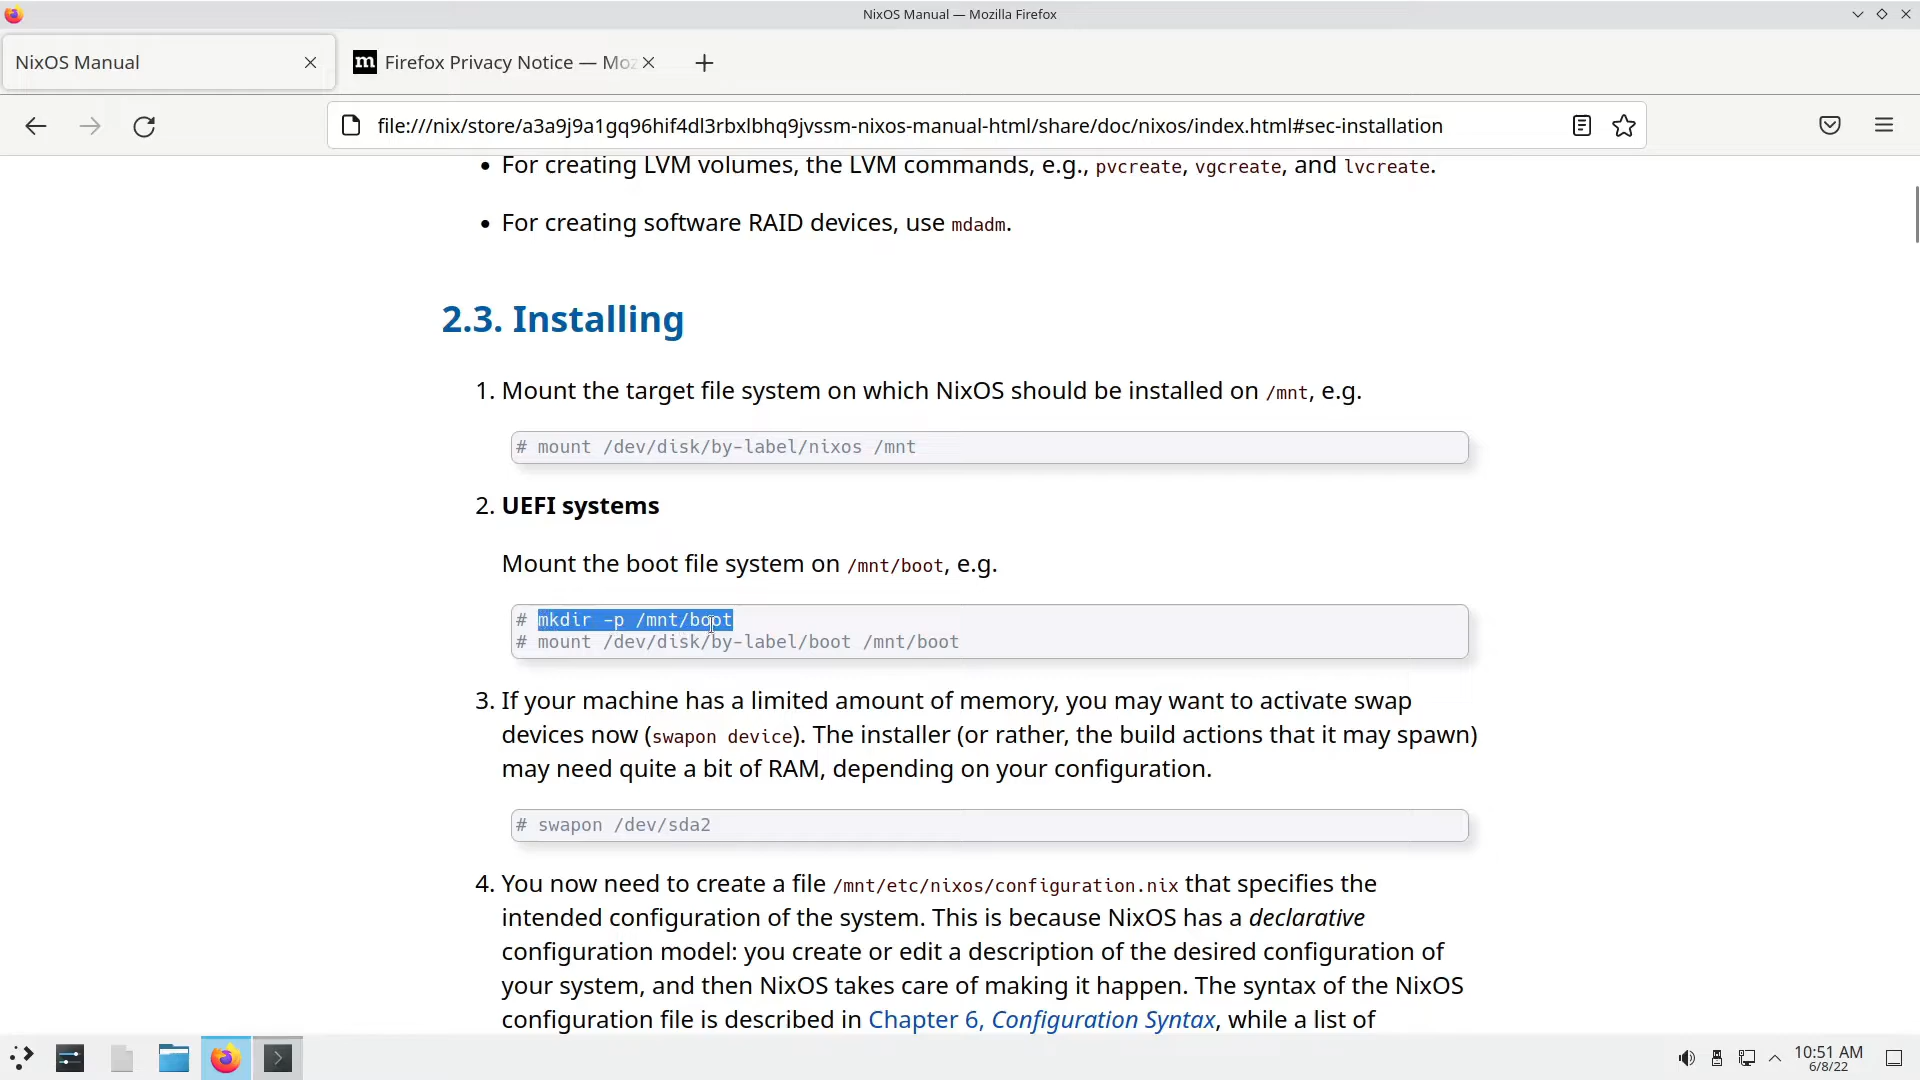 NixOS Manual — Mozilla Firefox
NixOS Manual
m Firefox Privacy Notice — Moz
file:///nix/store/a3a9j9a1gq96hif4dl3rbxlbhq9jvssm-nixos-manual-html/share/doc/nixos/index.html#sec-installation
• For creating LVM volumes, the LVM commands, e.g., pvcreate, vgcreate, and lvcreate.
• For creating software RAID devices, use mdadm.
2.3. Installing
1. Mount the target file system on which NixOS should be installed on /mnt, e.g.
# mount /dev/disk/by-label/nixos /mnt
2. UEFI systems
Mount the boot file system on /mnt/boot, e.g.
# mkdir -p /mnt/boot
# mount /dev/disk/by-label/boot /mnt/boot
3. If your machine has a limited amount of memory, you may want to activate swap
devices now (swapon device). The installer (or rather, the build actions that it may spawn)
may need quite a bit of RAM, depending on your configuration.
# swapon /dev/sda2
4. You now need to create a file /mnt/etc/nixos/configuration.nix that specifies the
intended configuration of the system. This is because NixOS has a declarative
configuration model: you create or edit a description of the desired configuration of
your system, and then NixOS takes care of making it happen. The syntax of the NixOS
configuration file is described in Chapter 6, Configuration Syntax, while a list of
10:51 AM
6/8/22